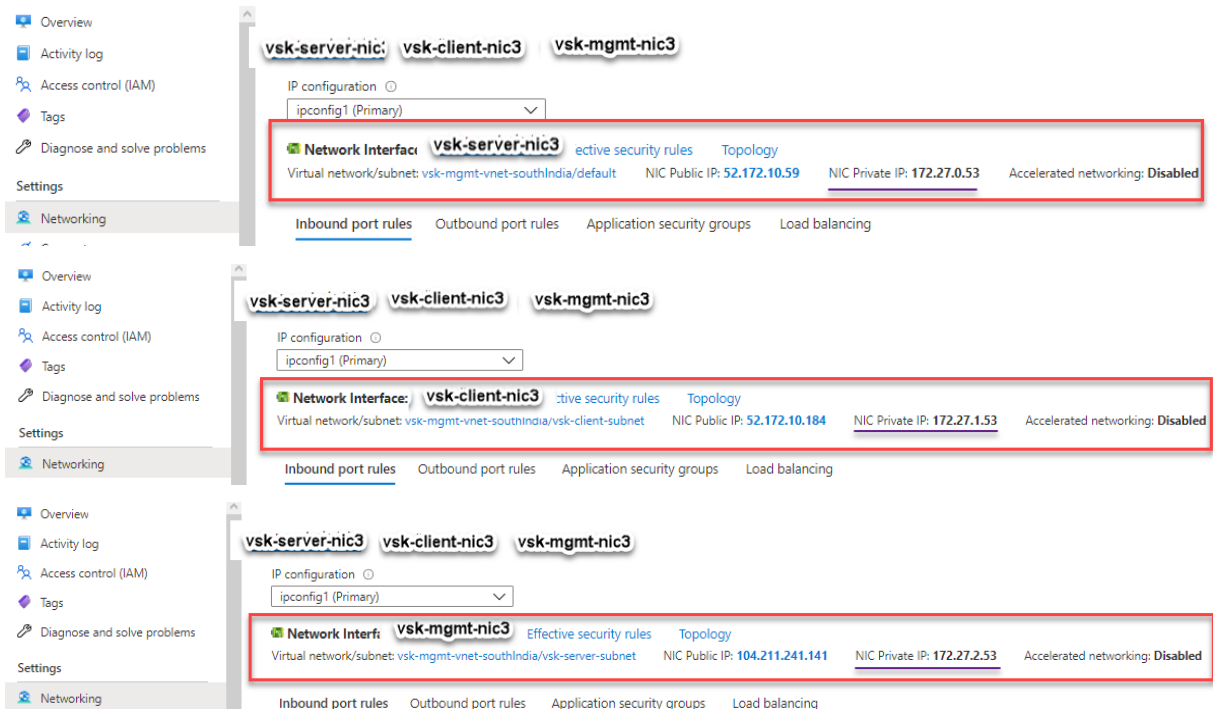 Overview
Activity log
Access control (IAM)
Tags
Diagnose and solve problems
Settings
Networking
vsk-server-nic3 vsk-client-nic3 vsk-mgmt-nic3
IP configuration
ipconfig1 (Primary)
Network Interface vsk-server-nic3 ective security rules Topology
Virtual network/subnet: vsk-mgmt-vnet-southIndia/default NIC Public IP: 52.172.10.59 NIC Private IP: 172.27.0.53 Accelerated networking: Disabled
Inbound port rules Outbound port rules Application security groups Load balancing
Overview
Activity log
Access control (IAM)
Tags
Diagnose and solve problems
Settings
Networking
vsk-server-nic3 vsk-client-nic3 vsk-mgmt-nic3
IP configuration
ipconfig1 (Primary)
Network Interface: vsk-client-nic3 ctive security rules Topology
Virtual network/subnet: vsk-mgmt-vnet-southIndia/vsk-client-subnet NIC Public IP: 52.172.10.184 NIC Private IP: 172.27.1.53 Accelerated networking: Disabled
Inbound port rules Outbound port rules Application security groups Load balancing
Overview
Activity log
Access control (IAM)
Tags
Diagnose and solve problems
Settings
Networking
vsk-server-nic3 vsk-client-nic3 vsk-mgmt-nic3
IP configuration
ipconfig1 (Primary)
Network Interfa vsk-mgmt-nic3 Effective security rules Topology
Virtual network/subnet: vsk-mgmt-vnet-southIndia/vsk-server-subnet NIC Public IP: 104.211.241.141 NIC Private IP: 172.27.2.53 Accelerated networking: Disabled
Inbound port rules Outbound port rules Application security groups Load balancing